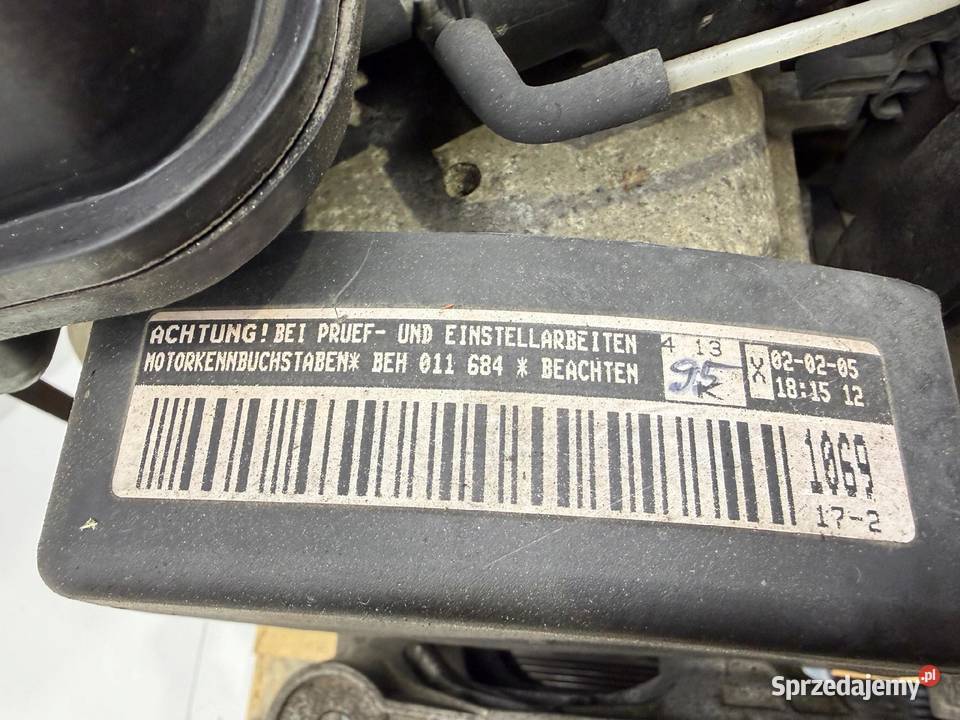 ACHTUNG! BEI PRUEF- UND EINSTELLARBEITEN
MOTORKENNBUCHSTABEN* BEH 011 684 * BEACHTEN
4 13
95
K
X
02-02-05
18:15 12
1069
17-2
Sprzedajemy.pl